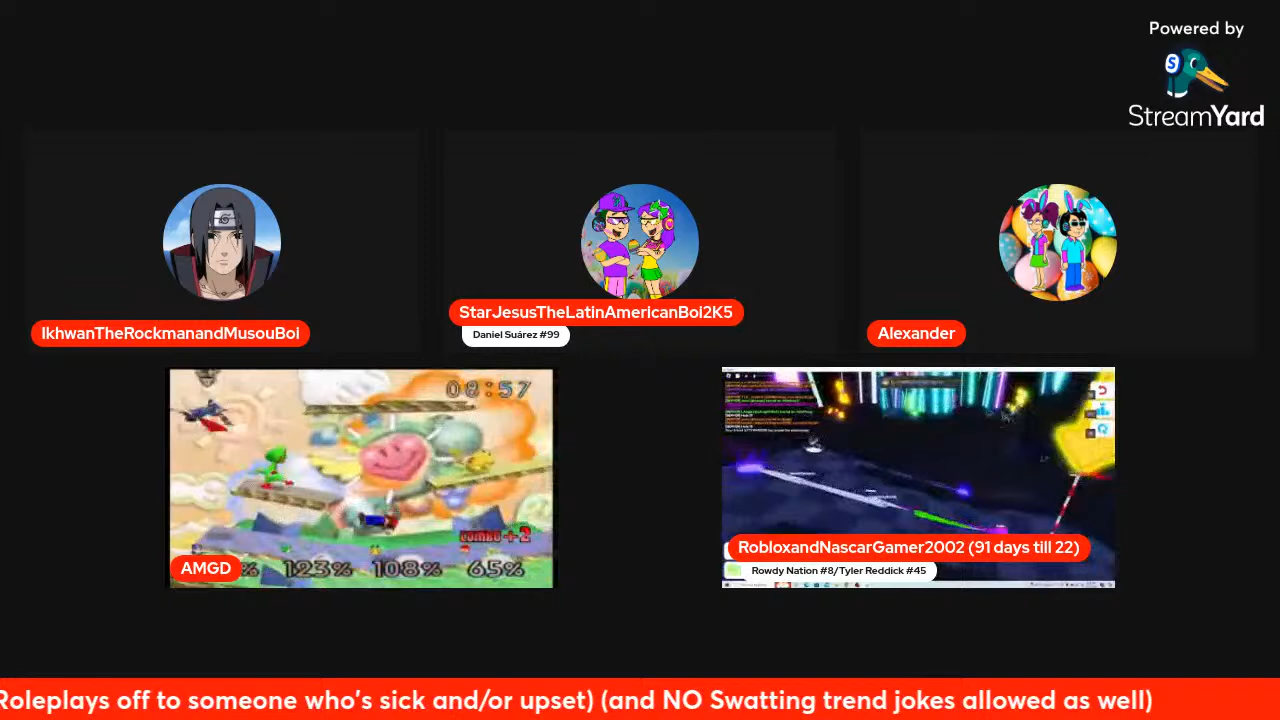 Powered by
StreamYard
IkhwanTheRockmanandMusouBoi
StarJesusTheLatinAmericanBoi2K5
Daniel Suárez #99
Alexander
08:57
COMBO+2
123% 108% 65%
AMGD
RobloxandNascarGamer2002 (91 days till 22)
Rowdy Nation #8/Tyler Reddick #45
Roleplays off to someone who's sick and/or upset) (and NO Swatting trend jokes allowed as well)